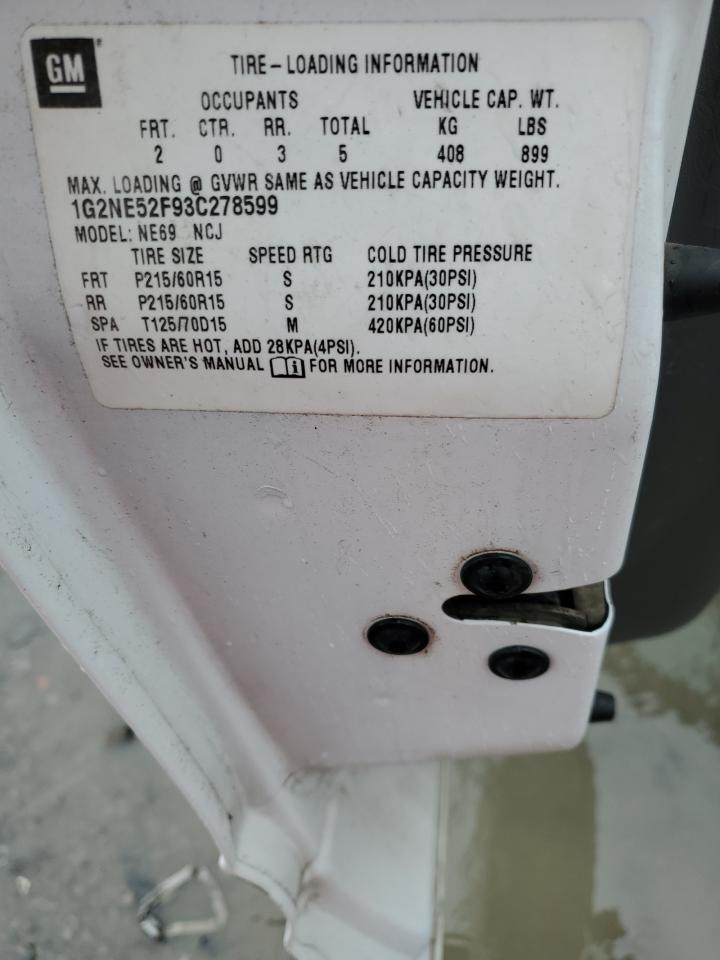 GM
TIRE-LOADING INFORMATION
OCCUPANTS VEHICLE CAP. WT.
FRT. CTR. RR. TOTAL KG LBS
2 0 3 5 408 899
MAX. LOADING @ GVWR SAME AS VEHICLE CAPACITY WEIGHT.
1G2NE52F93C278599
MODEL: NE69 NCJ
TIRE SIZE SPEED RTG COLD TIRE PRESSURE
FRT P215/60R15 S 210KPA(30PSI)
RR P215/60R15 S 210KPA(30PSI)
SPA T125/70D15 M 420KPA(60PSI)
IF TIRES ARE HOT, ADD 28KPA(4PSI).
SEE OWNER'S MANUAL FOR MORE INFORMATION.